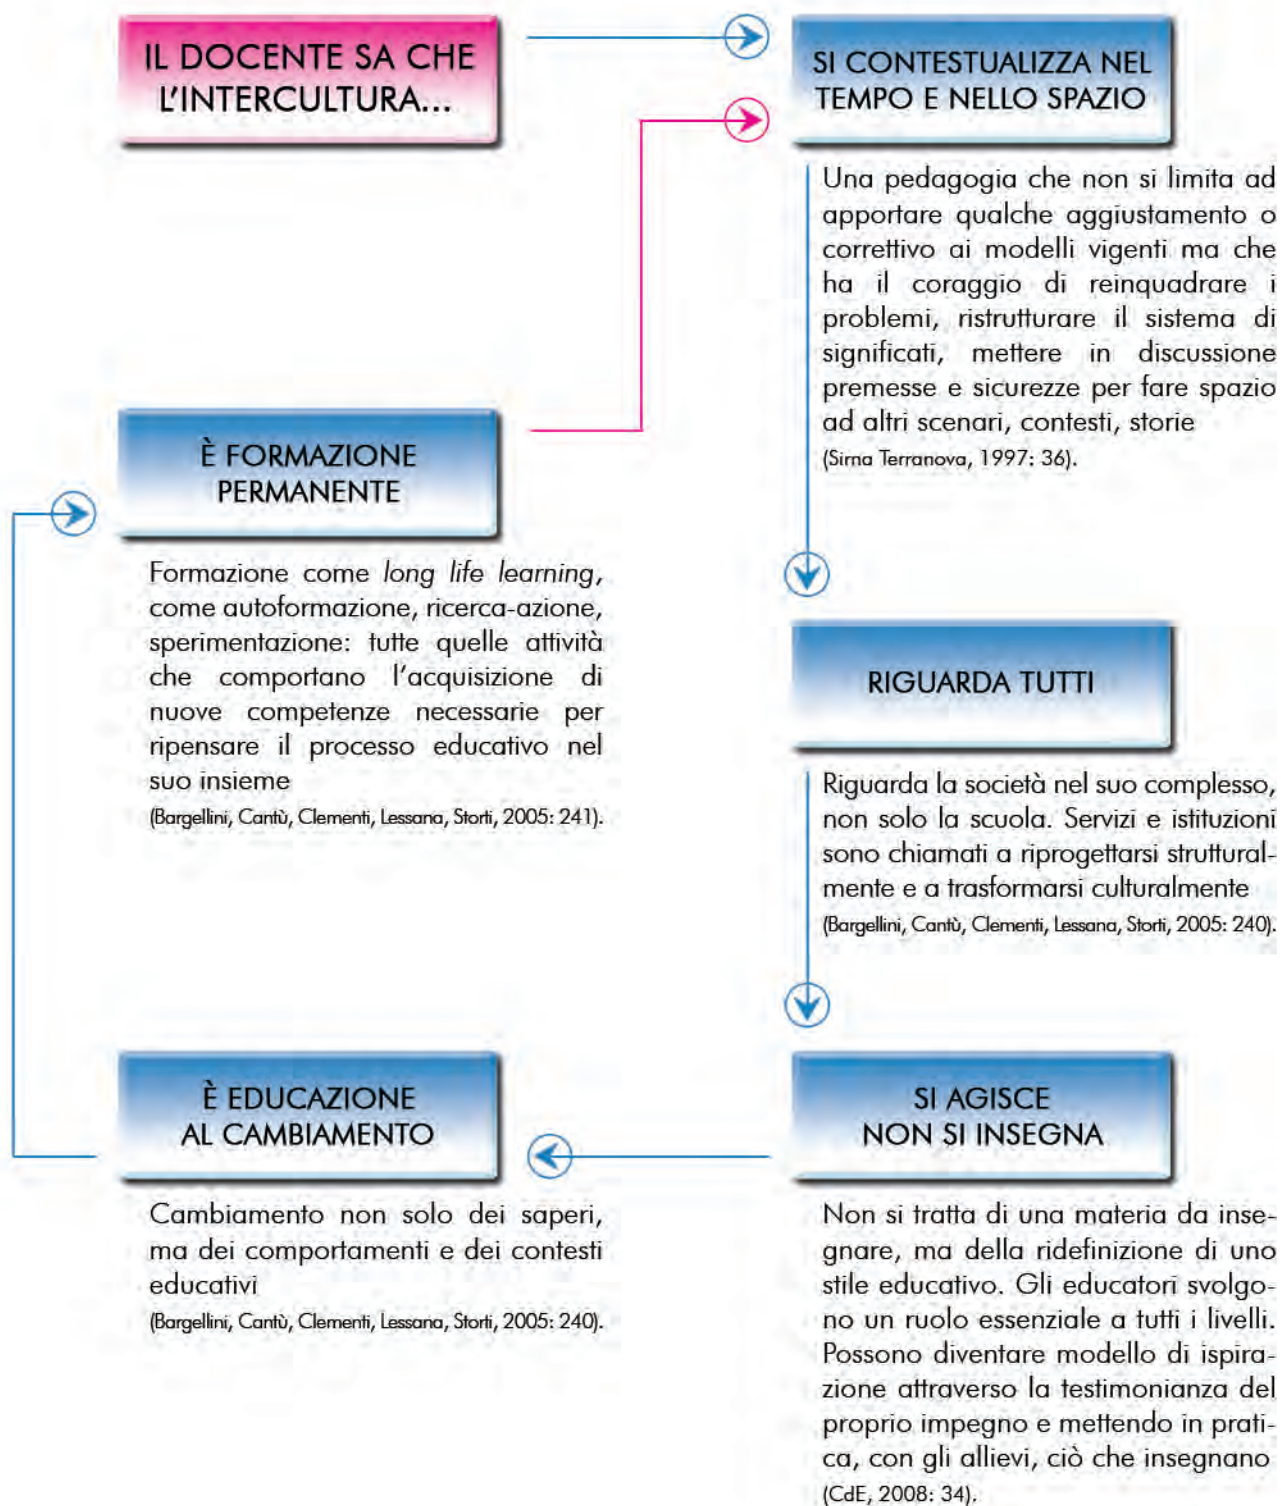 IL DOCENTE SA CHE
L'INTERCULTURA...
SI CONTESTUALIZZA NEL
TEMPO E NELLO SPAZIO
Una pedagogia che non si limita ad
apportare qualche aggiustamento o
correttivo ai modelli vigenti ma che
ha il coraggio di reinquadrare i
problemi, ristrutturare il sistema di
significati, mettere in discussione
premesse e sicurezze per fare spazio
ad altri scenari, contesti, storie
(Sirna Terranova, 1997: 36).
RIGUARDA TUTTI
Riguarda la società nel suo complesso,
non solo la scuola. Servizi e istituzioni
sono chiamati a riprogettarsi struttural-
mente e a trasformarsi culturalmente
(Bargellini, Cantù, Clementi, Lessana, Storti, 2005: 240).
SI AGISCE
NON SI INSEGNA
Non si tratta di una materia da inse-
gnare, ma della ridefinizione di uno
stile educativo. Gli educatori svolgo-
no un ruolo essenziale a tutti i livelli.
Possono diventare modello di ispira-
zione attraverso la testimonianza del
proprio impegno e mettendo in prati-
ca, con gli allievi, ciò che insegnano
(CdE, 2008: 34).
È EDUCAZIONE
AL CAMBIAMENTO
Cambiamento non solo dei saperi,
ma dei comportamenti e dei contesti
educativi
(Bargellini, Cantù, Clementi, Lessana, Storti, 2005: 240).
È FORMAZIONE
PERMANENTE
Formazione come long life learning,
come autoformazione, ricerca-azione,
sperimentazione: tutte quelle attività
che comportano l'acquisizione di
nuove competenze necessarie per
ripensare il processo educativo nel
suo insieme
(Bargellini, Cantù, Clementi, Lessana, Storti, 2005: 241).